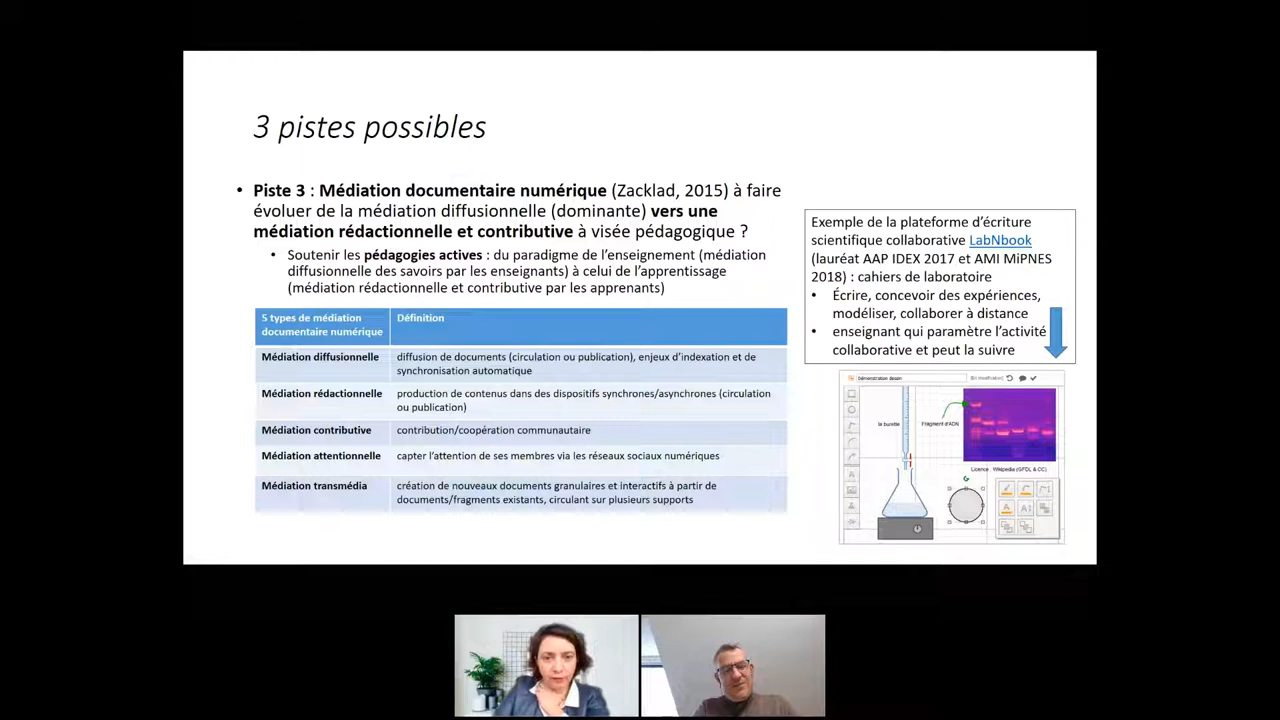 3 pistes possibles
• Piste 3 : Médiation documentaire numérique (Zacklad, 2015) à faire
évoluer de la médiation diffusionnelle (dominante) vers une
médiation rédactionnelle et contributive à visée pédagogique ?
• Soutenir les pédagogies actives : du paradigme de l'enseignement (médiation
diffusionnelle des savoirs par les enseignants) à celui de l'apprentissage
(médiation rédactionnelle et contributive par les apprenants)
5 types de médiation
documentaire numérique
Définition
Médiation diffusionnelle
diffusion de documents (circulation ou publication), enjeux d'indexation et de
synchronisation automatique
Médiation rédactionnelle
production de contenus dans des dispositifs synchrones/asynchrones (circulation
ou publication)
Médiation contributive
contribution/coopération communautaire
Médiation attentionnelle
capter l'attention de ses membres via les réseaux sociaux numériques
Médiation transmédia
création de nouveaux documents granulaires et interactifs à partir de
documents/fragments existants, circulant sur plusieurs supports
Exemple de la plateforme d'écriture
scientifique collaborative LabNbook
(lauréat AAP IDEX 2017 et AMI MiPNES
2018) : cahiers de laboratoire
• Écrire, concevoir des expériences,
modéliser, collaborer à distance
• enseignant qui paramètre l'activité
collaborative et peut la suivre
Démonstration dessin
la burette
Fragment d'ADN
Licence Wikipédia (GFDL & CC)